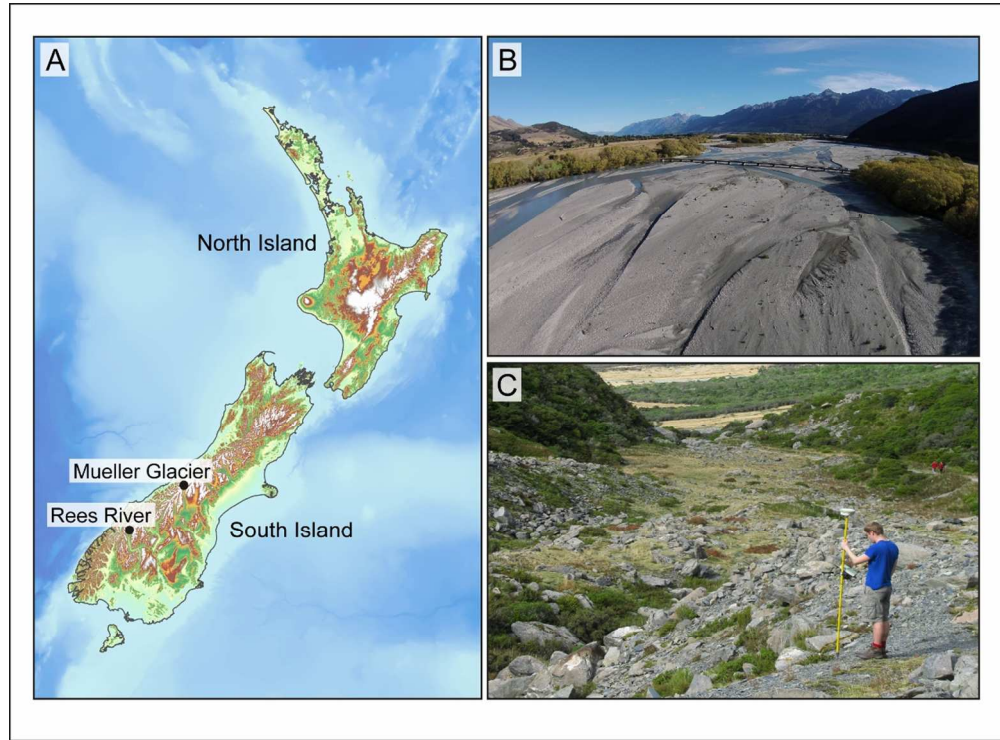 A
North Island
Mueller Glacier
Rees River
South Island
B
C